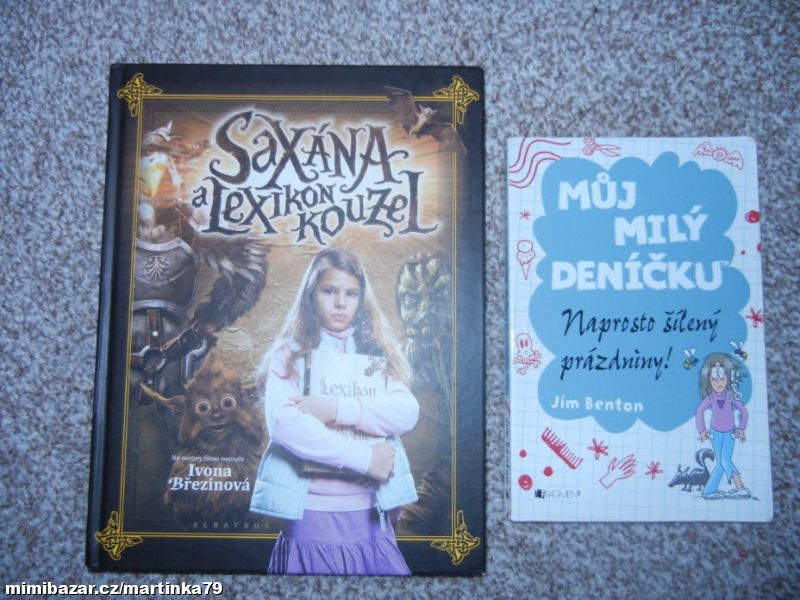 SAXÁNA
a LEXIKON
KOUZEL
Lexikon
Na motivy filmu napsala
Ivona
Březinová
ALBATROS
MŮJ
MILÝ
DENÍČKU™
Naprosto šílený
prázdniny!
Jim Benton
FRAGMENT
mimibazar.cz/martinka79